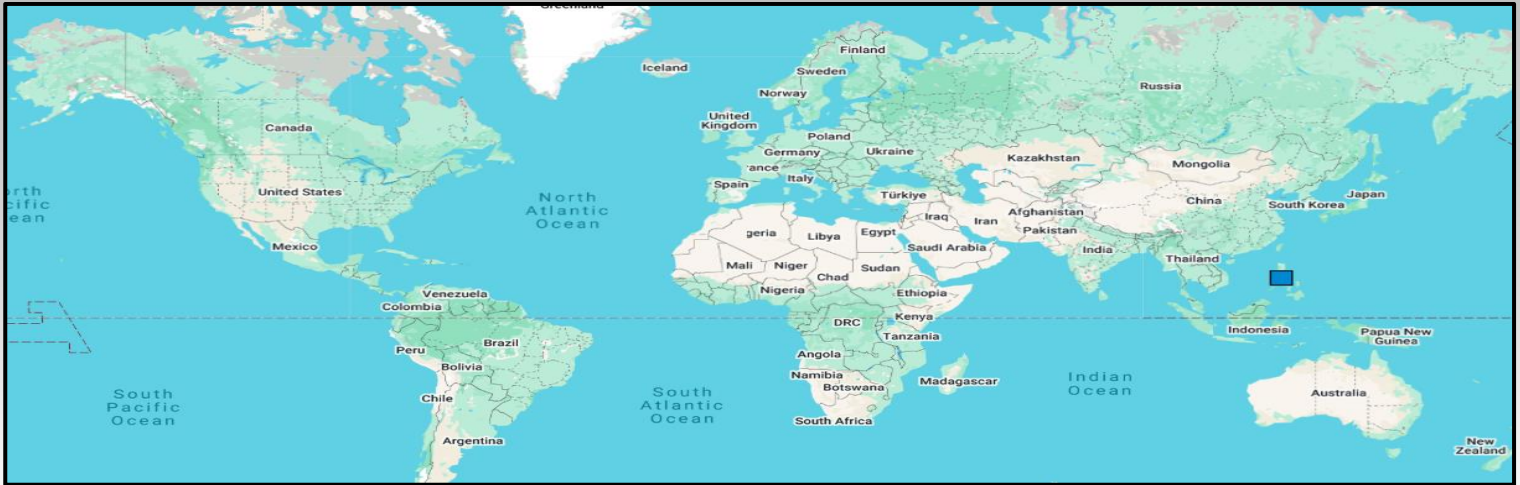 Greenland
Iceland
Finland
Sweden
Norway
Russia
United
Kingdom
Canada
Poland
Germany
Ukraine
ance
Kazakhstan
Mongolia
Italy
Spain
United States
Türkiye
Japan
South Korea
China
orth
cific
ean
North
Atlantic
Ocean
Afghanistan
Iraq
Iran
Pakistan
geria
Libya
Egypt
Saudi Arabia
India
Mexico
Thailand
Mali
Niger
Chad
Sudan
Nigeria
Ethiopia
Venezuela
Colombia
Kenya
DRC
Tanzania
Indonesia
Papua New
Guinea
Peru
Brazil
Angola
Bolivia
Namibia
Botswana
Madagascar
Indian
Ocean
South
Pacific
Ocean
Chile
South
Atlantic
Ocean
Australia
South Africa
Argentina
New
Zealand